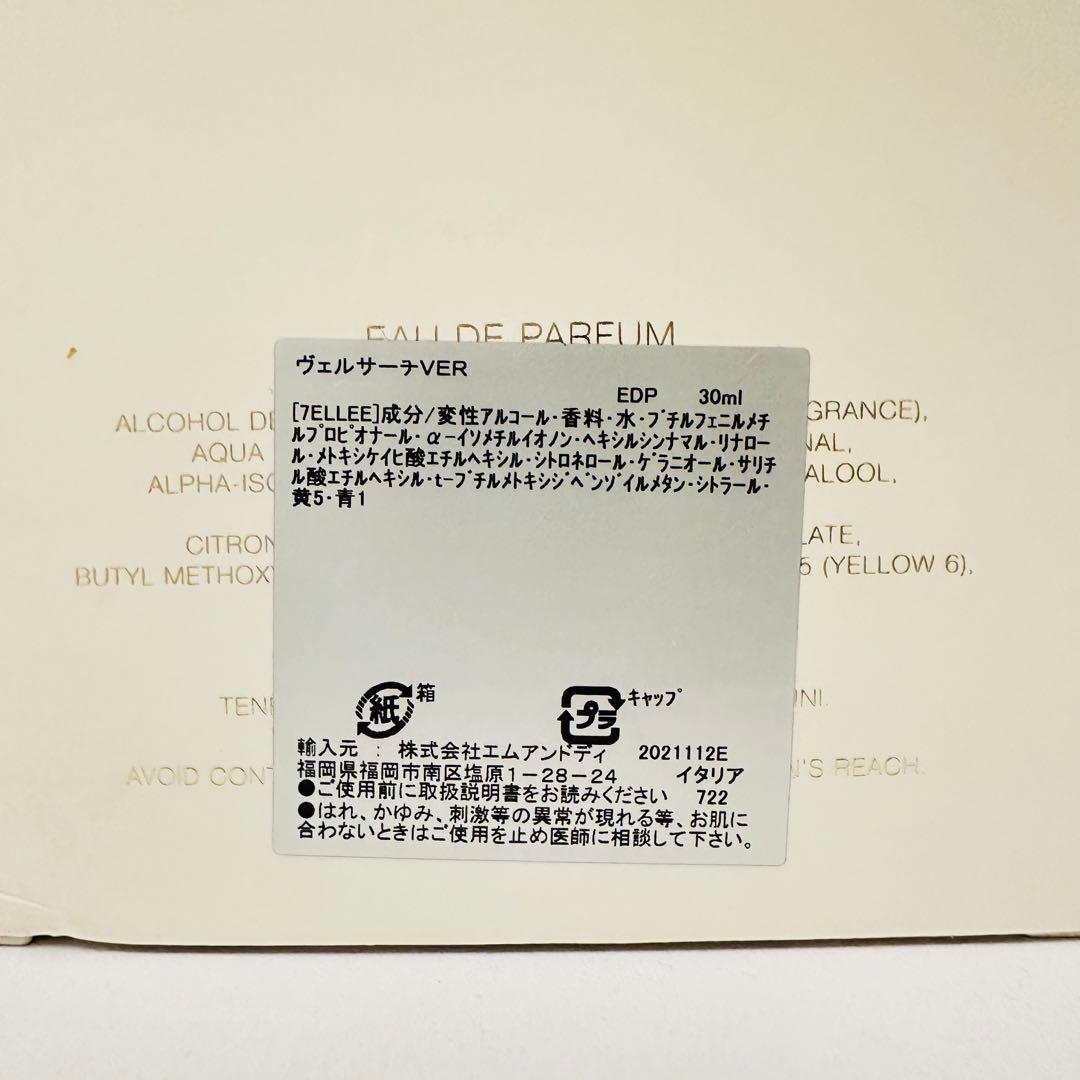 EAU DE PARFUM
ヴェルサーチVER
EDP 30ml
[7ELLEE]成分/変性アルコール・香料・水・ブチルフェニルメチ
ルプロピオナール・α-イソメチルイオノン・ヘキシルシンナマル・リナロー
ル・メトキシケイヒ酸エチルヘキシル・シトロネロール・ゲラニオール・サリチ
ル酸エチルヘキシル・t-ブチルメトキシジベンゾイルメタン・シトラール・
黄5・青1
ALCOHOL DE
GRANCE),
AQUA
NAL,
ALPHA-ISO
ALOOL,
CITRON
LATE,
BUTYL METHOXY
5 (YELLOW 6),
紙 箱
プラ キャップ
TENE
UNI.
輸入元 : 株式会社エムアンドディ 2021112E
福岡県福岡市南区塩原1-28-24 イタリア
AVOID CONT
N'S REACH.
●ご使用前に取扱説明書をお読みください 722
●はれ、かゆみ、刺激等の異常が現れる等、お肌に
合わないときはご使用を止め医師に相談して下さい。